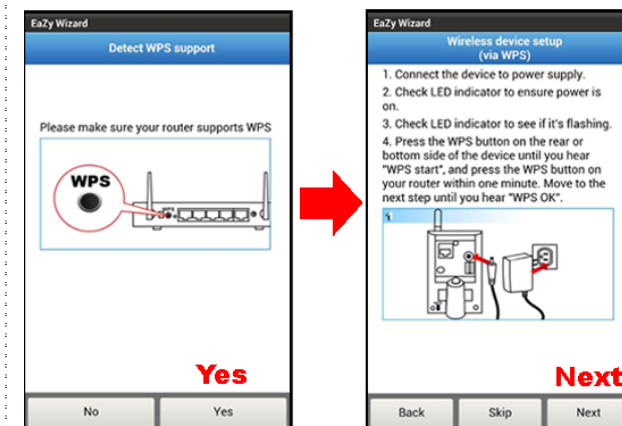 EaZy Wizard
Detect WPS support
Please make sure your router supports WPS
WPS
WPS
Yes
No
Yes
EaZy Wizard
Wireless device setup
(via WPS)
1. Connect the device to power supply.
2. Check LED indicator to ensure power is
on.
3. Check LED indicator to see if it's flashing.
4. Press the WPS button on the rear or
bottom side of the device until you hear
"WPS start", and press the WPS button on
your router within one minute. Move to the
next step until you hear "WPS OK".
Next
Back
Skip
Next